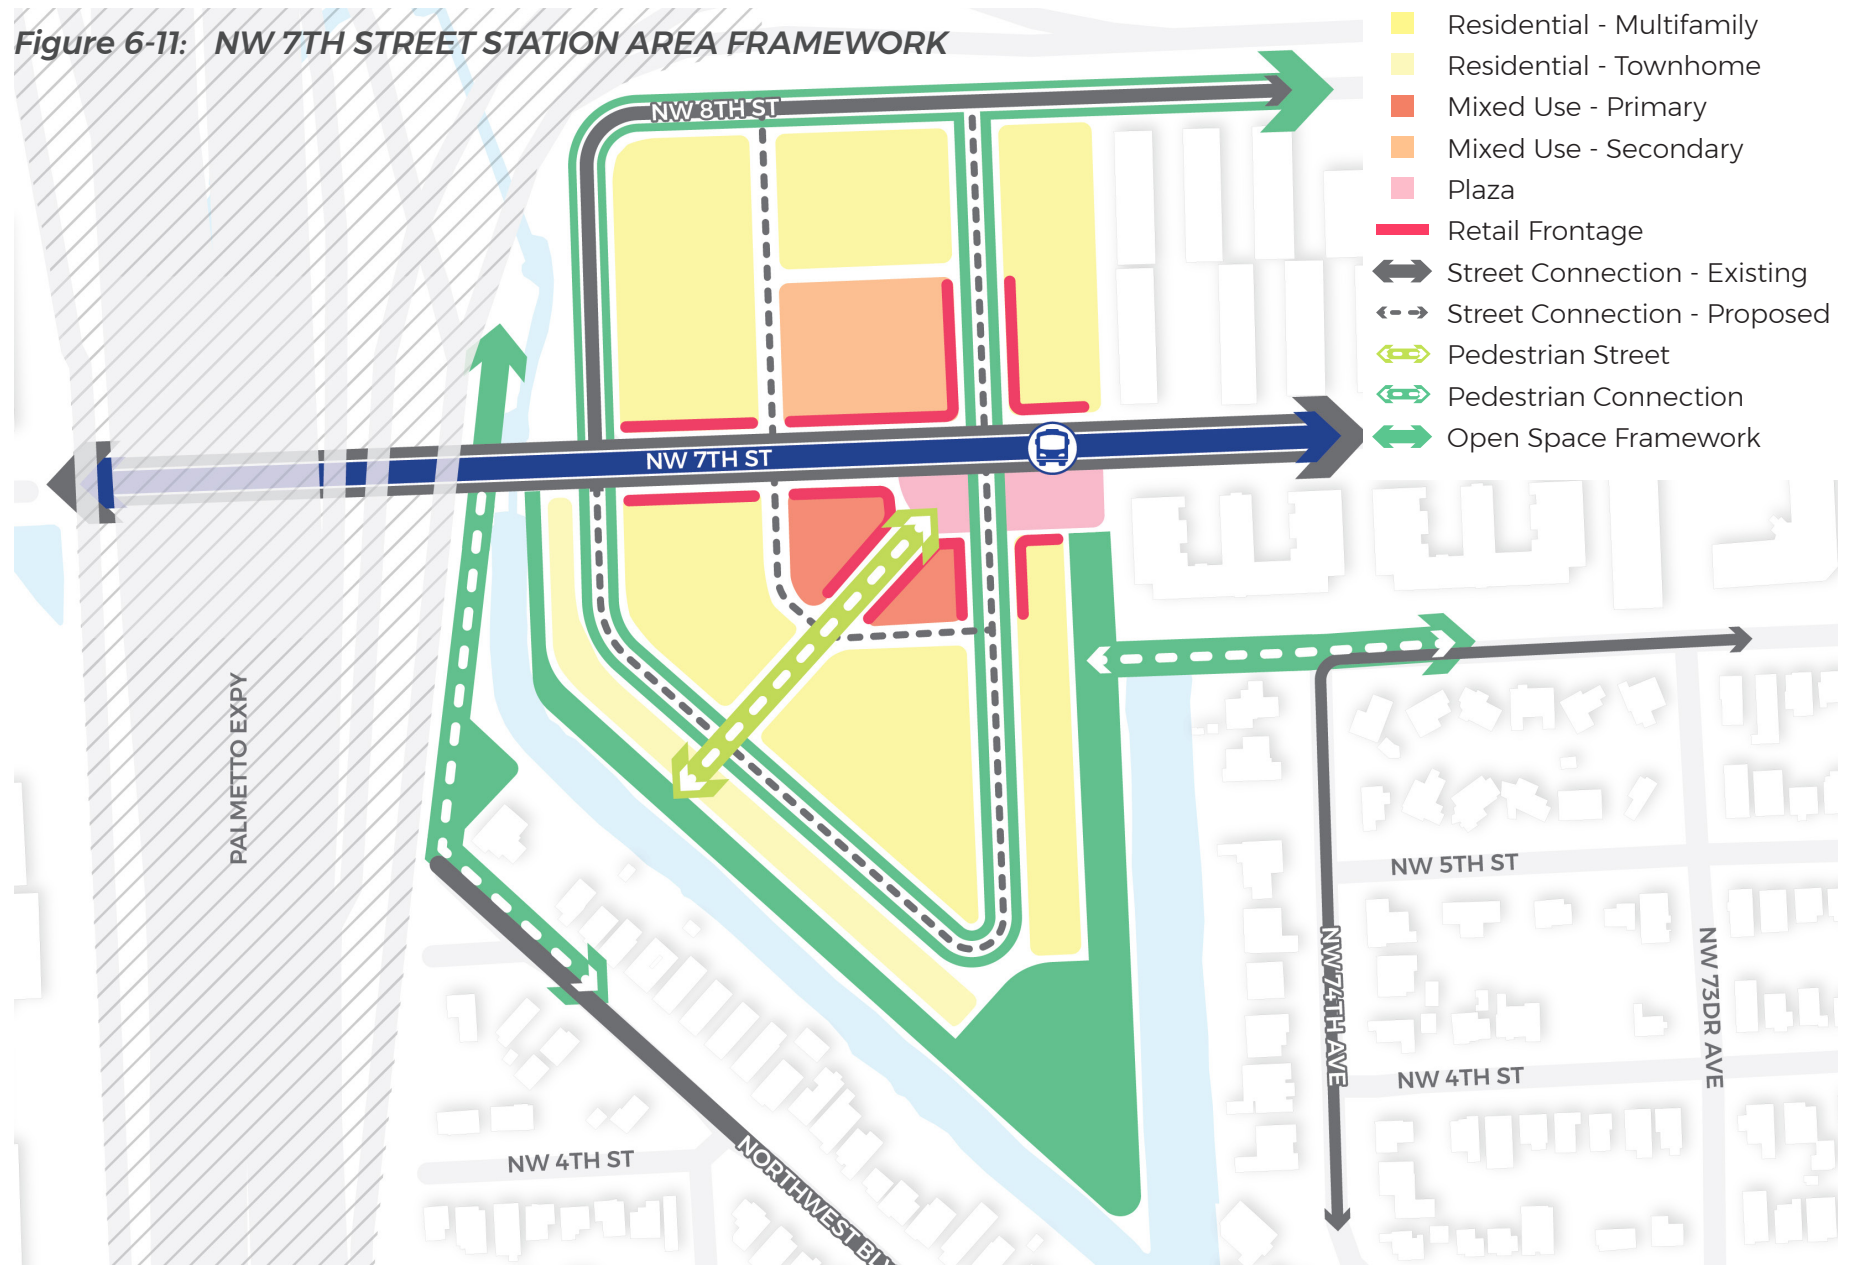 Figure 6-11: NW 7TH STREET STATION AREA FRAMEWORK
Residential - Multifamily
Residential - Townhome
Mixed Use - Primary
Mixed Use - Secondary
Plaza
Retail Frontage
Street Connection - Existing
Street Connection - Proposed
Pedestrian Street
Pedestrian Connection
Open Space Framework
NW 8TH ST
NW 7TH ST
PALMETTO EXPY
NW 5TH ST
NW 74TH AVE
NW 73DR AVE
NW 4TH ST
NW 4TH ST
NORTHWEST